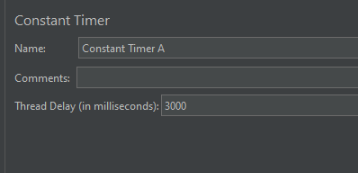 Constant Timer
Name: Constant Timer A
Comments:
Thread Delay (in milliseconds): 3000